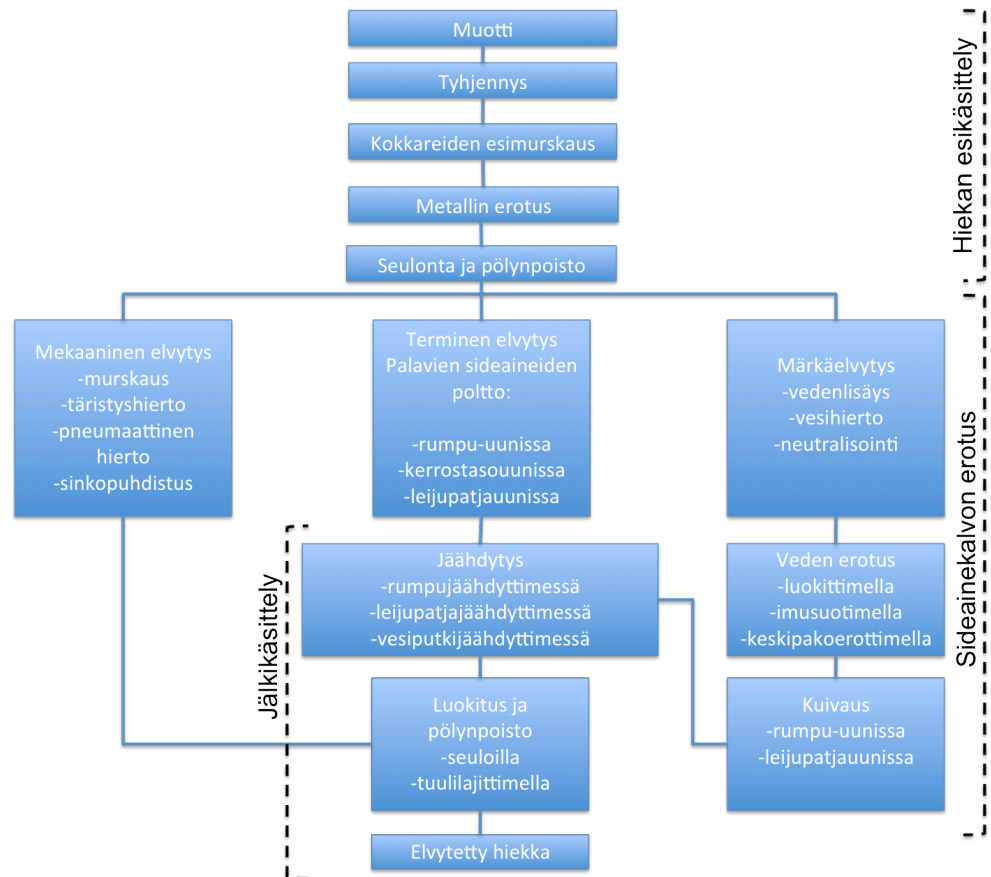 Muotti
Tyhjennys
Kokkareiden esimurskaus
Metallin erotus
Seulonta ja pölynpoisto
Hiekan esikäsittely
Mekaaninen elvytys
-murskaus
-täristyshierto
-pneumaattinen
hierto
-sinkopuhdistus
Terminen elvytys
Palavien sideaineiden
poltto:
-rumpu-uunissa
-kerrostasouunissa
-leijupatjauunissa
Märkäelvytys
-vedenlisäys
-vesihierto
-neutralisointi
Sideainekalvon erotus
Jäähdytys
-rumpujäähdyttimessä
-leijupatjajäähdyttimessä
-vesiputkijäähdyttimessä
Veden erotus
-luokittimella
-imusuotimella
-keskipakoerottimella
Jälkikäsittely
Luokitus ja
pölynpoisto
-seuloilla
-tuulilajittimella
Kuivaus
-rumpu-uunissa
-leijupatjauunissa
Elvytetty hiekka